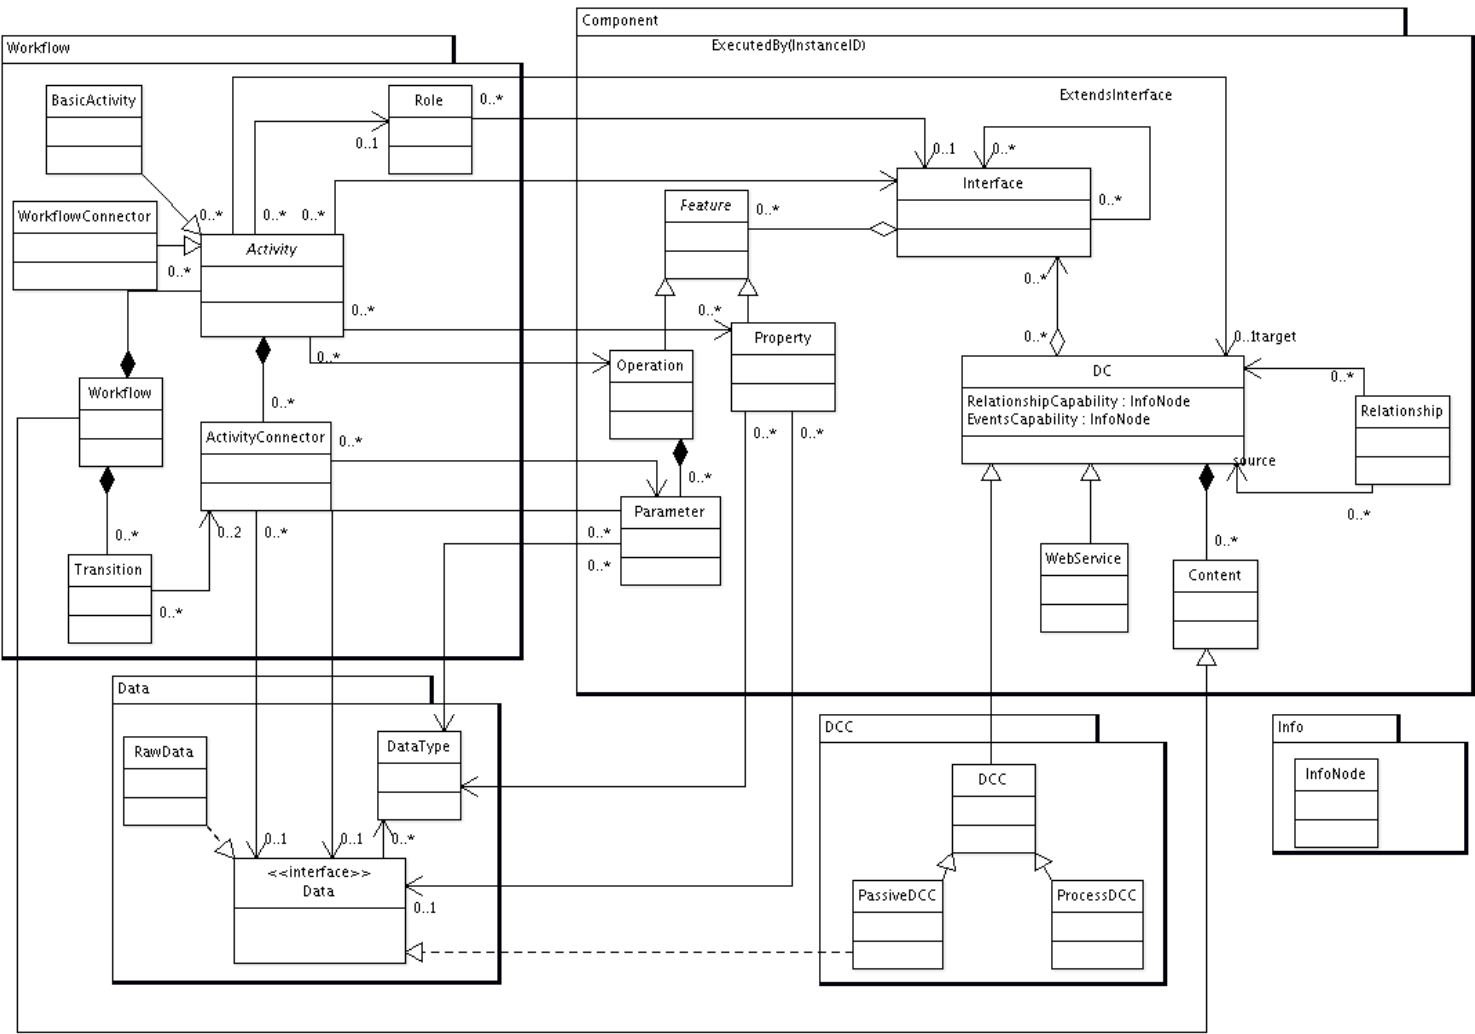 Component
Workflow
ExecutedBy(InstanceID)
BasicActivity
Role
0..*
ExtendsInterface
0..1
0..1
0..*
Interface
0..*
WorkflowConnector
0..*
0..*
0..*
Feature
0..*
Activity
0..*
0..*
0..*
0..*
Property
0..*
0..*
0..1target
Operation
DC
RelationshipCapability : InfoNode
EventsCapability : InfoNode
0..*
Relationship
Workflow
0..*
ActivityConnector
0..*
0..*
0..*
source
0..*
Parameter
0..*
0..*
0..2
0..*
0..*
0..*
WebService
Content
0..*
Transition
0..*
Data
DCC
Info
RawData
DataType
DCC
InfoNode
0..1
0..1
0..*
<<interface>>
Data
0..1
PassiveDCC
ProcessDCC